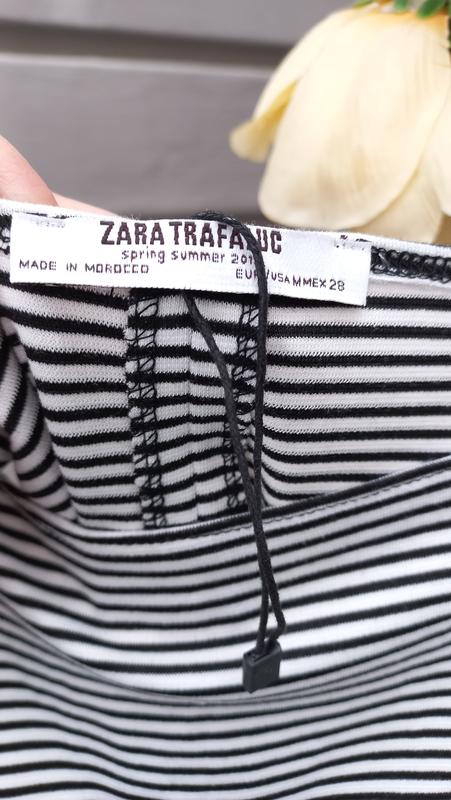 ZARA TRAFALUC
spring summer 201
MADE IN MOROCCO
EUR USA M MEX 28